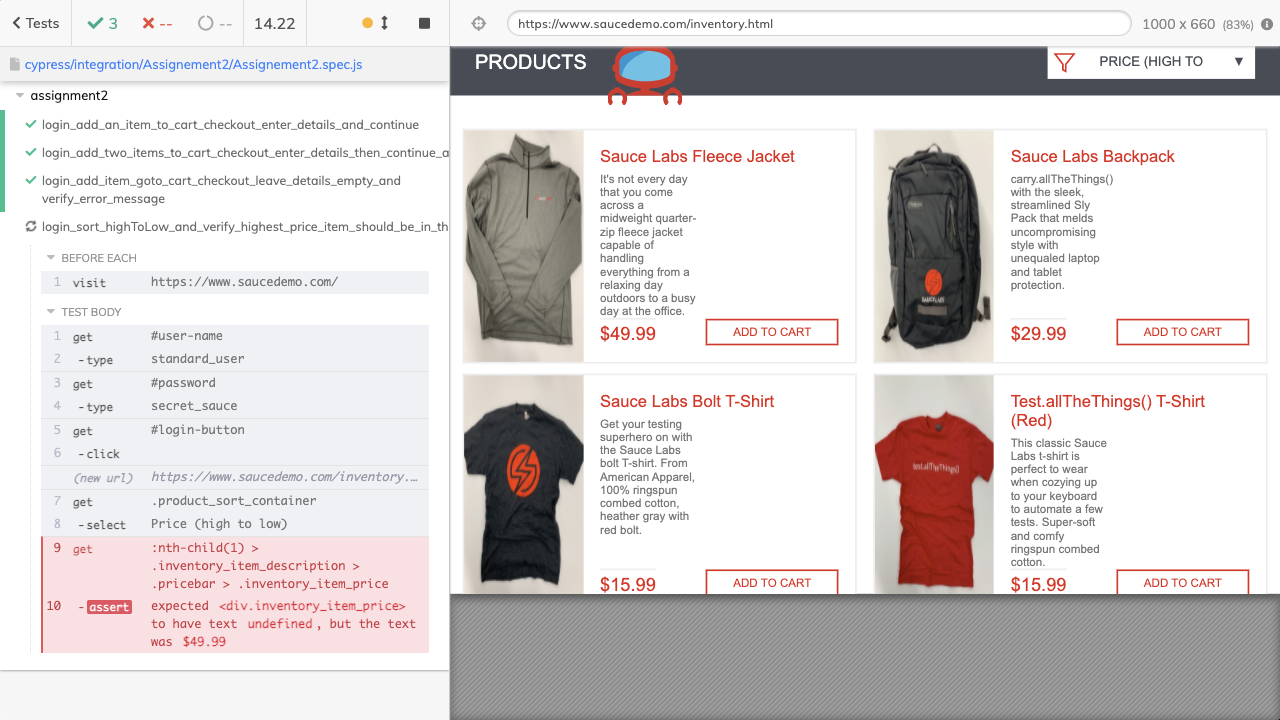 Tests
3
--
--
14.22
https://www.saucedemo.com/inventory.html
1000 x 660 (83%)
cypress/integration/Assignement2/Assignement2.spec.js
assignment2
login_add_an_item_to_cart_checkout_enter_details_and_continue
login_add_two_items_to_cart_checkout_enter_details_then_continue_a
login_add_item_goto_cart_checkout_leave_details_empty_and
verify_error_message
login_sort_highToLow_and_verify_highest_price_item_should_be_in_th
BEFORE EACH
1 visit https://www.saucedemo.com/
TEST BODY
1 get #user-name
2 -type standard_user
3 get #password
4 -type secret_sauce
5 get #login-button
6 -click
(new url) https://www.saucedemo.com/inventory.…
7 get .product_sort_container
8 -select Price (high to low)
9 get :nth-child(1) >
.inventory_item_description >
.pricebar > .inventory_item_price
10 -assert expected <div.inventory_item_price>
to have text undefined, but the text
was $49.99
PRODUCTS
PRICE (HIGH TO
Sauce Labs Fleece Jacket
It's not every day
that you come
across a
midweight quarter-
zip fleece jacket
capable of
handling
everything from a
relaxing day
outdoors to a busy
day at the office.
$49.99
ADD TO CART
Sauce Labs Backpack
carry.allTheThings()
with the sleek,
streamlined Sly
Pack that melds
uncompromising
style with
unequaled laptop
and tablet
protection.
$29.99
ADD TO CART
SAUCELABS
Sauce Labs Bolt T-Shirt
Get your testing
superhero on with
the Sauce Labs
bolt T-shirt. From
American Apparel,
100% ringspun
combed cotton,
heather gray with
red bolt.
$15.99
ADD TO CART
test.allTheThings()
Test.allTheThings() T-Shirt
(Red)
This classic Sauce
Labs t-shirt is
perfect to wear
when cozying up
to your keyboard
to automate a few
tests. Super-soft
and comfy
ringspun combed
cotton.
$15.99
ADD TO CART